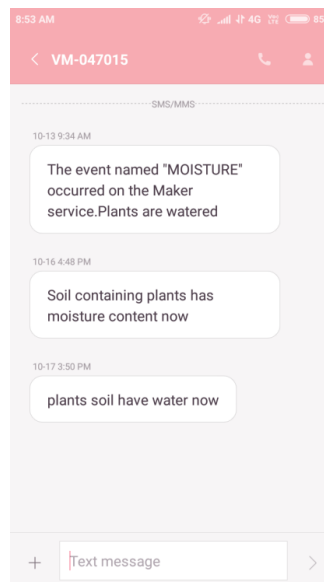 8:53 AM 4G 85
VM-047015
SMS/MMS
10-13 9:34 AM
The event named "MOISTURE"
occurred on the Maker
service.Plants are watered
10-16 4:48 PM
Soil containing plants has
moisture content now
10-17 3:50 PM
plants soil have water now
Text message